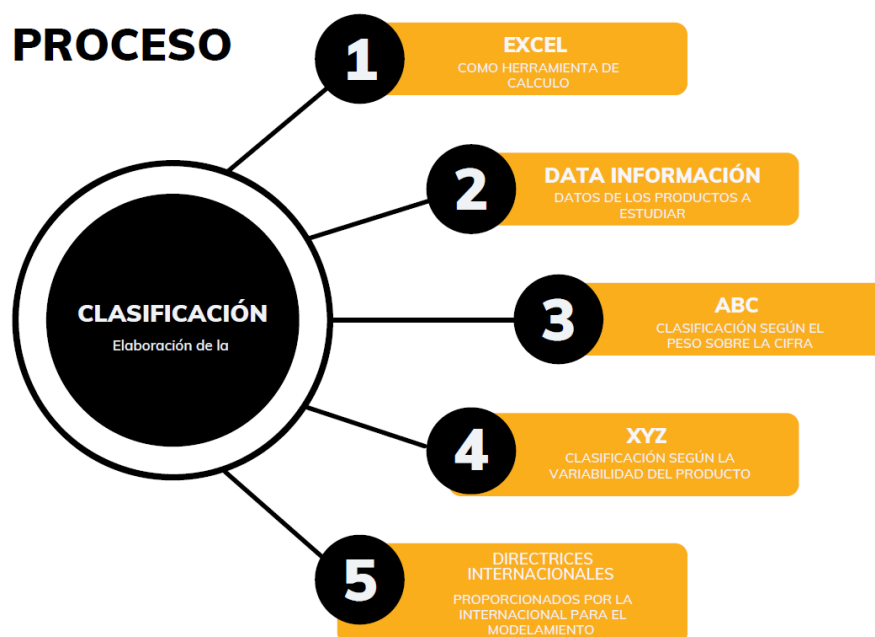 PROCESO
1
EXCEL
COMO HERRAMIENTA DE
CALCULO
2
DATA INFORMACIÓN
DATOS DE LOS PRODUCTOS A
ESTUDIAR
CLASIFICACIÓN
Elaboración de la
3
ABC
CLASIFICACIÓN SEGÚN EL
PESO SOBRE LA CIFRA
4
XYZ
CLASIFICACIÓN SEGÚN LA
VARIABILIDAD DEL PRODUCTO
5
DIRECTRICES
INTERNACIONALES
PROPORCIONADOS POR LA
INTERNACIONAL PARA EL
MODELAMIENTO